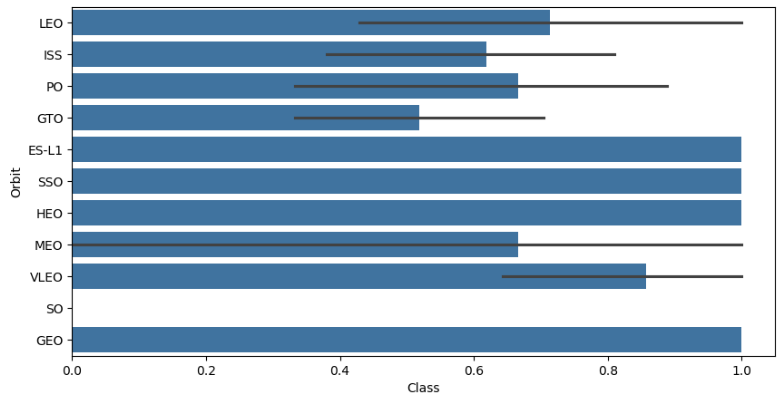 Orbit
LEO
ISS
PO
GTO
ES-L1
SSO
HEO
MEO
VLEO
SO
GEO
0.0 0.2 0.4 0.6 0.8 1.0
Class